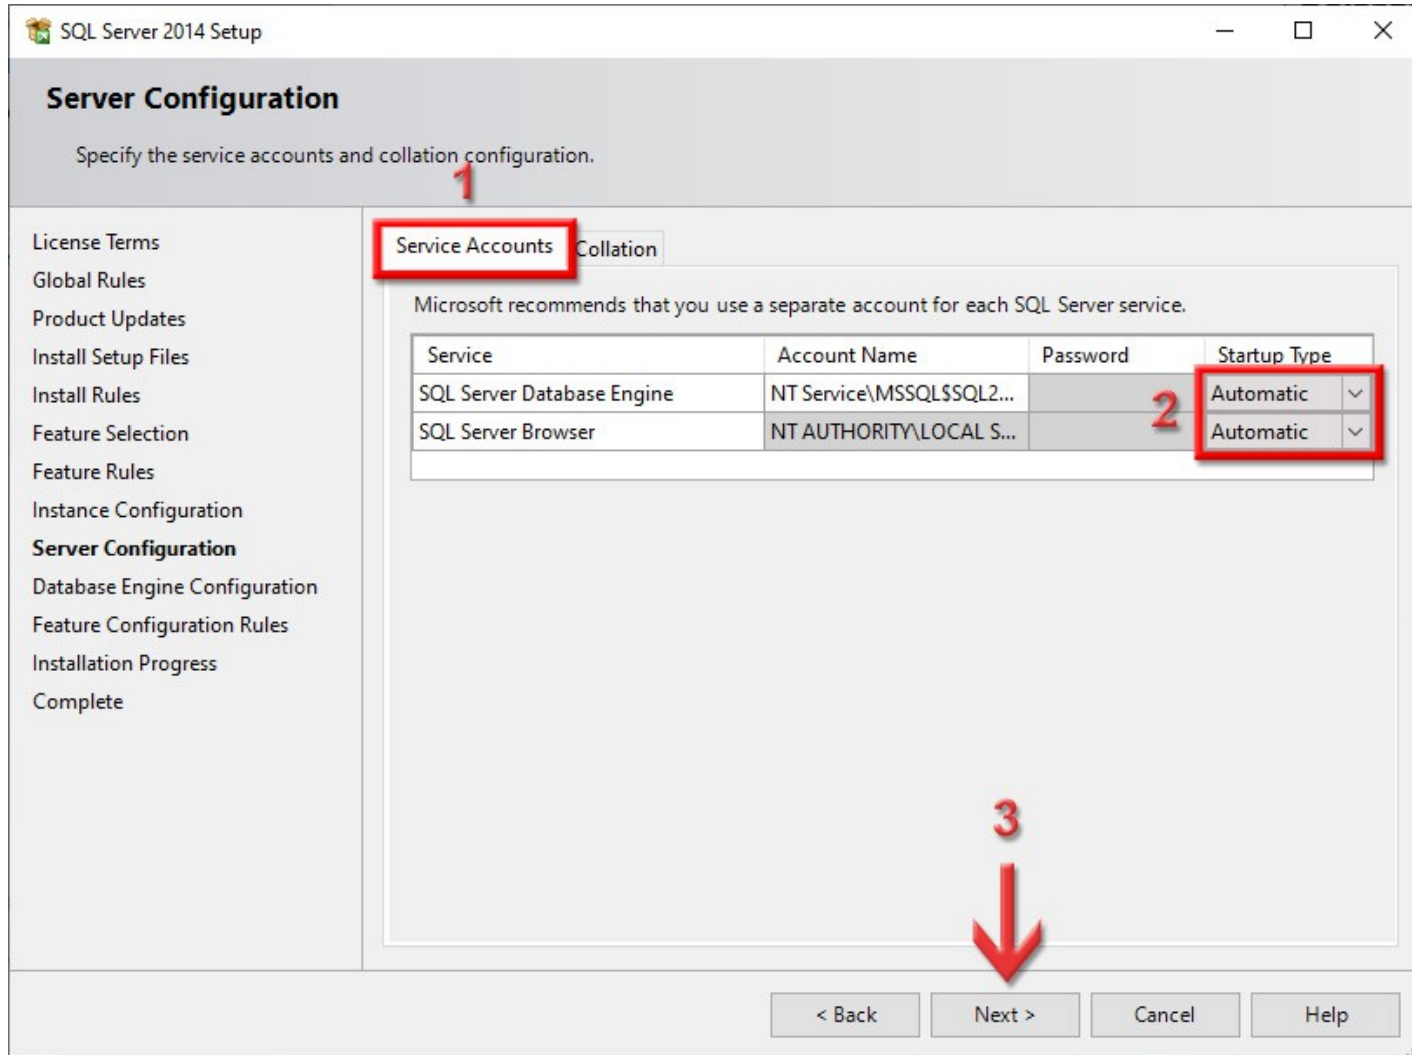 SQL Server 2014 Setup
Server Configuration
Specify the service accounts and collation configuration.
1
License Terms
Global Rules
Product Updates
Install Setup Files
Install Rules
Feature Selection
Feature Rules
Instance Configuration
Server Configuration
Database Engine Configuration
Feature Configuration Rules
Installation Progress
Complete
Service Accounts Collation
Microsoft recommends that you use a separate account for each SQL Server service.
Service Account Name Password Startup Type
SQL Server Database Engine NT Service\MSSQL$SQL2... Automatic
2
SQL Server Browser NT AUTHORITY\LOCAL S... Automatic
3
< Back Next > Cancel Help